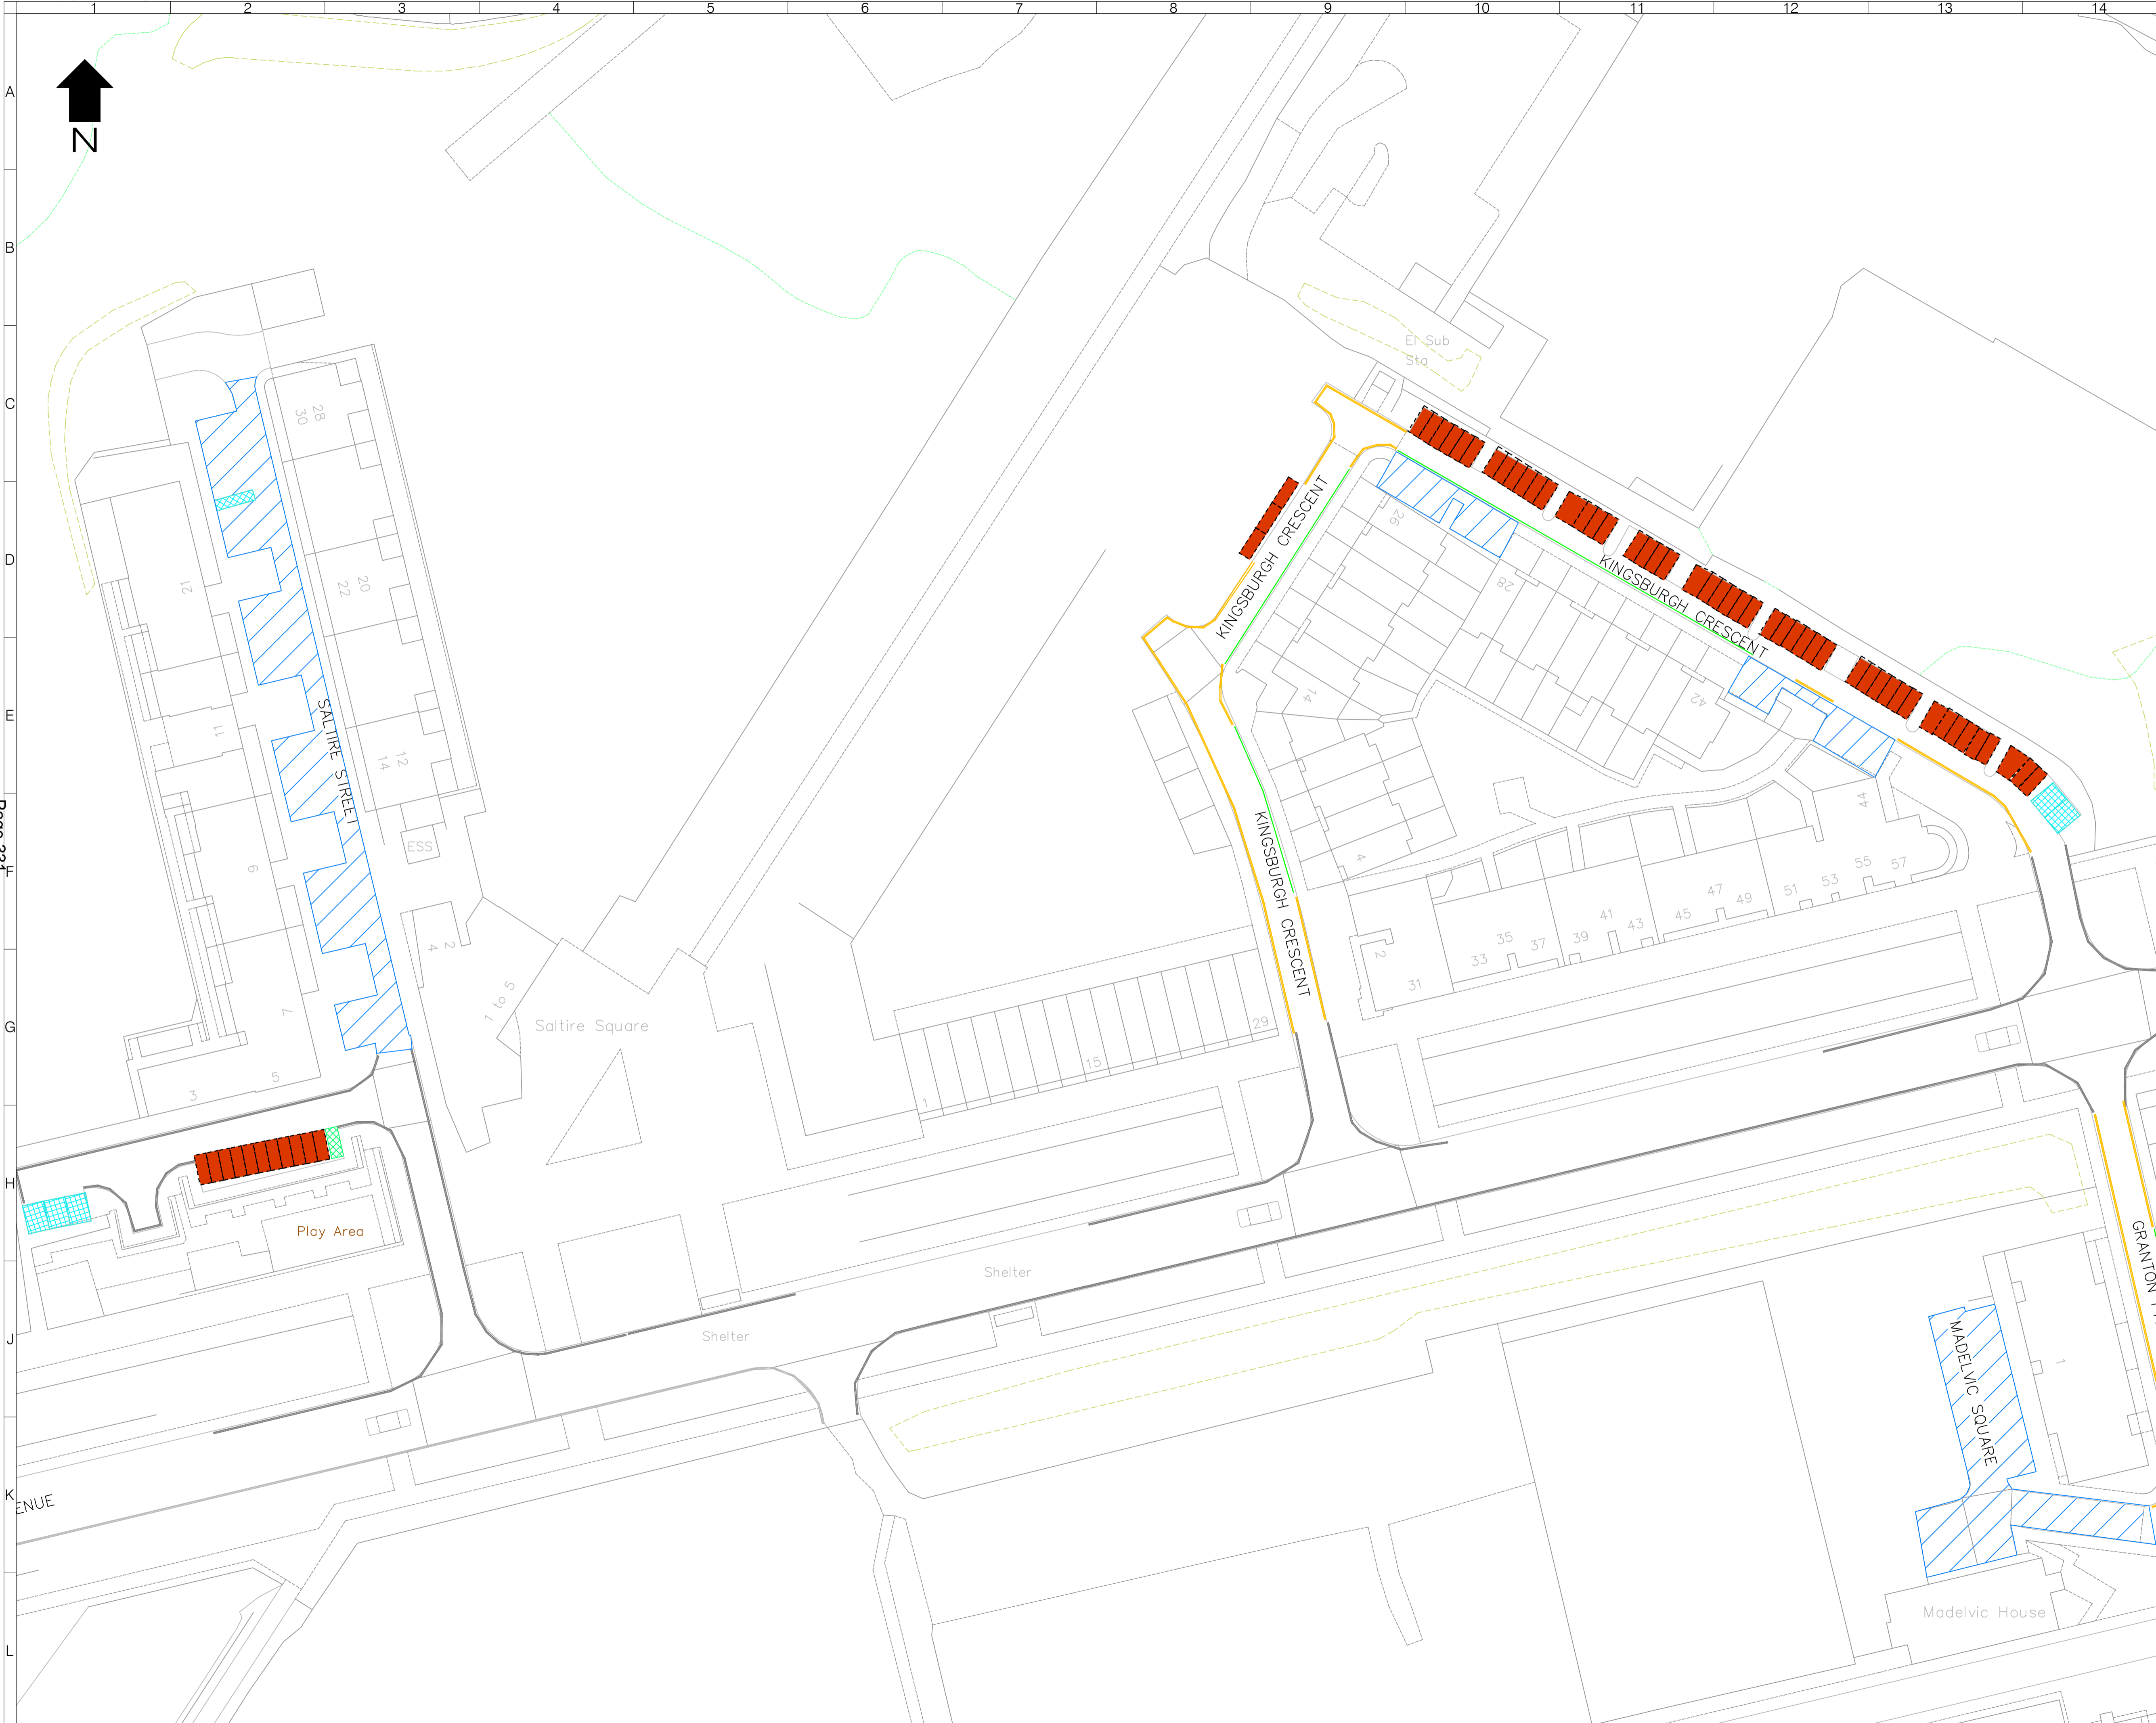 1 2 3 4 5 6 7 8 9 10 11 12 13 14
A
N
B
El Sub
Sta
C
28
30
KINGSBURGH CRESCENT
26
D
21
20
22
28
KINGSBURGH CRESCENT
14
42
E
SALTIRE STREET
11
12
14
44
ESS
KINGSBURGH CRESCENT
4
F
9
55 57
51 53
47 49
45
41 43
39
35 37
33
31
2
2
4
1 to 5
Saltire Square
G
29
15
1
7
5
3
H
Play Area
Shelter
Shelter
GRANTON
J
MADELVIC SQUARE
1
K
ENUE
Madelvic House
L